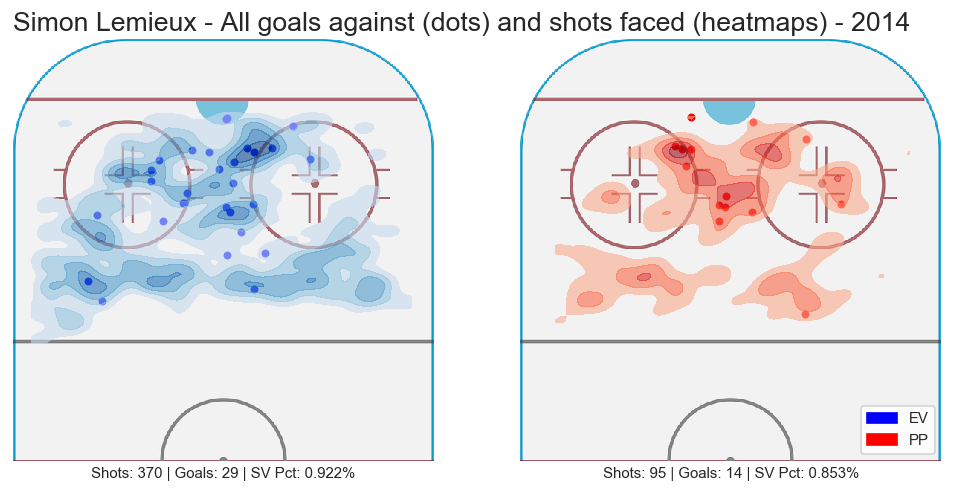 Simon Lemieux - All goals against (dots) and shots faced (heatmaps) - 2014
EV
PP
Shots: 370 | Goals: 29 | SV Pct: 0.922%
Shots: 95 | Goals: 14 | SV Pct: 0.853%